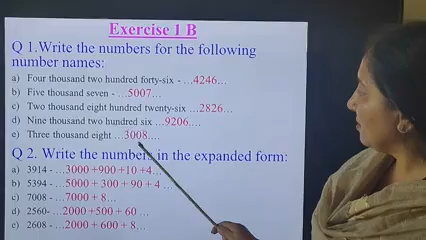 Exercise 1 B
Q 1.Write the numbers for the following
number names:
a) Four thousand two hundred forty-six - …4246…
b) Five thousand seven - …5007…
c) Two thousand eight hundred twenty-six …2826…
d) Nine thousand two hundred six …9206….
e) Three thousand eight …3008….
Q 2. Write the numbers in the expanded form:
a) 3914 - …3000 +900 +10 +4…
b) 5394 - …5000 + 300 + 90 + 4 …
c) 7008 - …7000 + 8…
d) 2560- …2000 +500 + 60 …
e) 2608 - …2000 + 600 + 8…